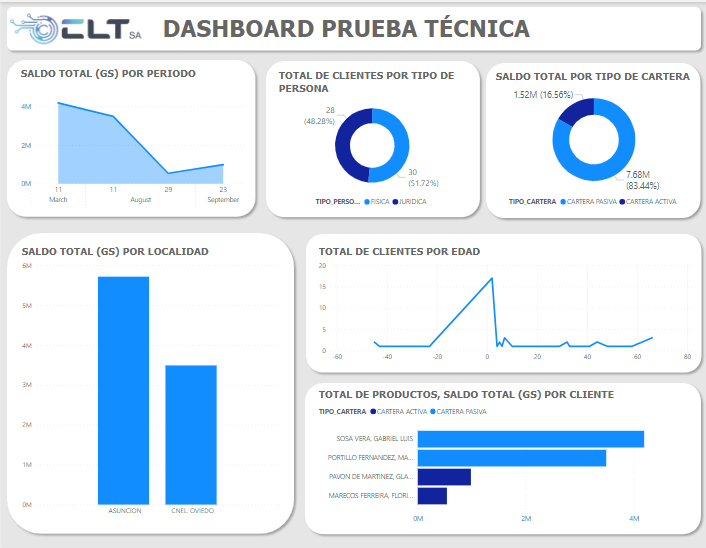 CLT SA
DASHBOARD PRUEBA TÉCNICA
SALDO TOTAL (GS) POR PERIODO
4M
2M
0M
11
11
29
23
March
August
September
TOTAL DE CLIENTES POR TIPO DE
PERSONA
28
(48.28%)
30
(51.72%)
TIPO_PERSO... FISICA JURIDICA
SALDO TOTAL POR TIPO DE CARTERA
1.52M (16.56%)
7.68M
(83.44%)
TIPO_CARTERA CARTERA PASIVA CARTERA ACTIVA
SALDO TOTAL (GS) POR LOCALIDAD
6M
5M
4M
3M
2M
1M
0M
ASUNCION
CNEL. OVIEDO
TOTAL DE CLIENTES POR EDAD
20
15
10
5
0
-60
-40
-20
0
20
40
60
80
TOTAL DE PRODUCTOS, SALDO TOTAL (GS) POR CLIENTE
TIPO_CARTERA CARTERA ACTIVA CARTERA PASIVA
SOSA VERA, GABRIEL LUIS
PORTILLO FERNANDEZ, MA...
PAVON DE MARTINEZ, GLA...
MARECOS FERREIRA, FLORI...
0M
2M
4M